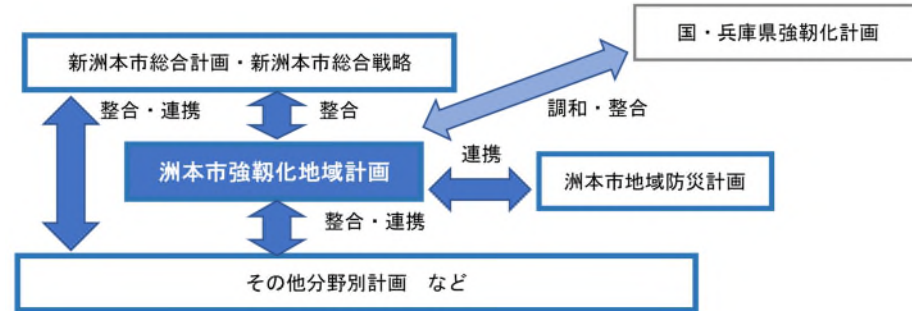 国・兵庫県強靭化計画
新洲本市総合計画・新洲本市総合戦略
整合・連携
整合
調和・整合
洲本市強靱化地域計画
連携
洲本市地域防災計画
整合・連携
その他分野別計画　など